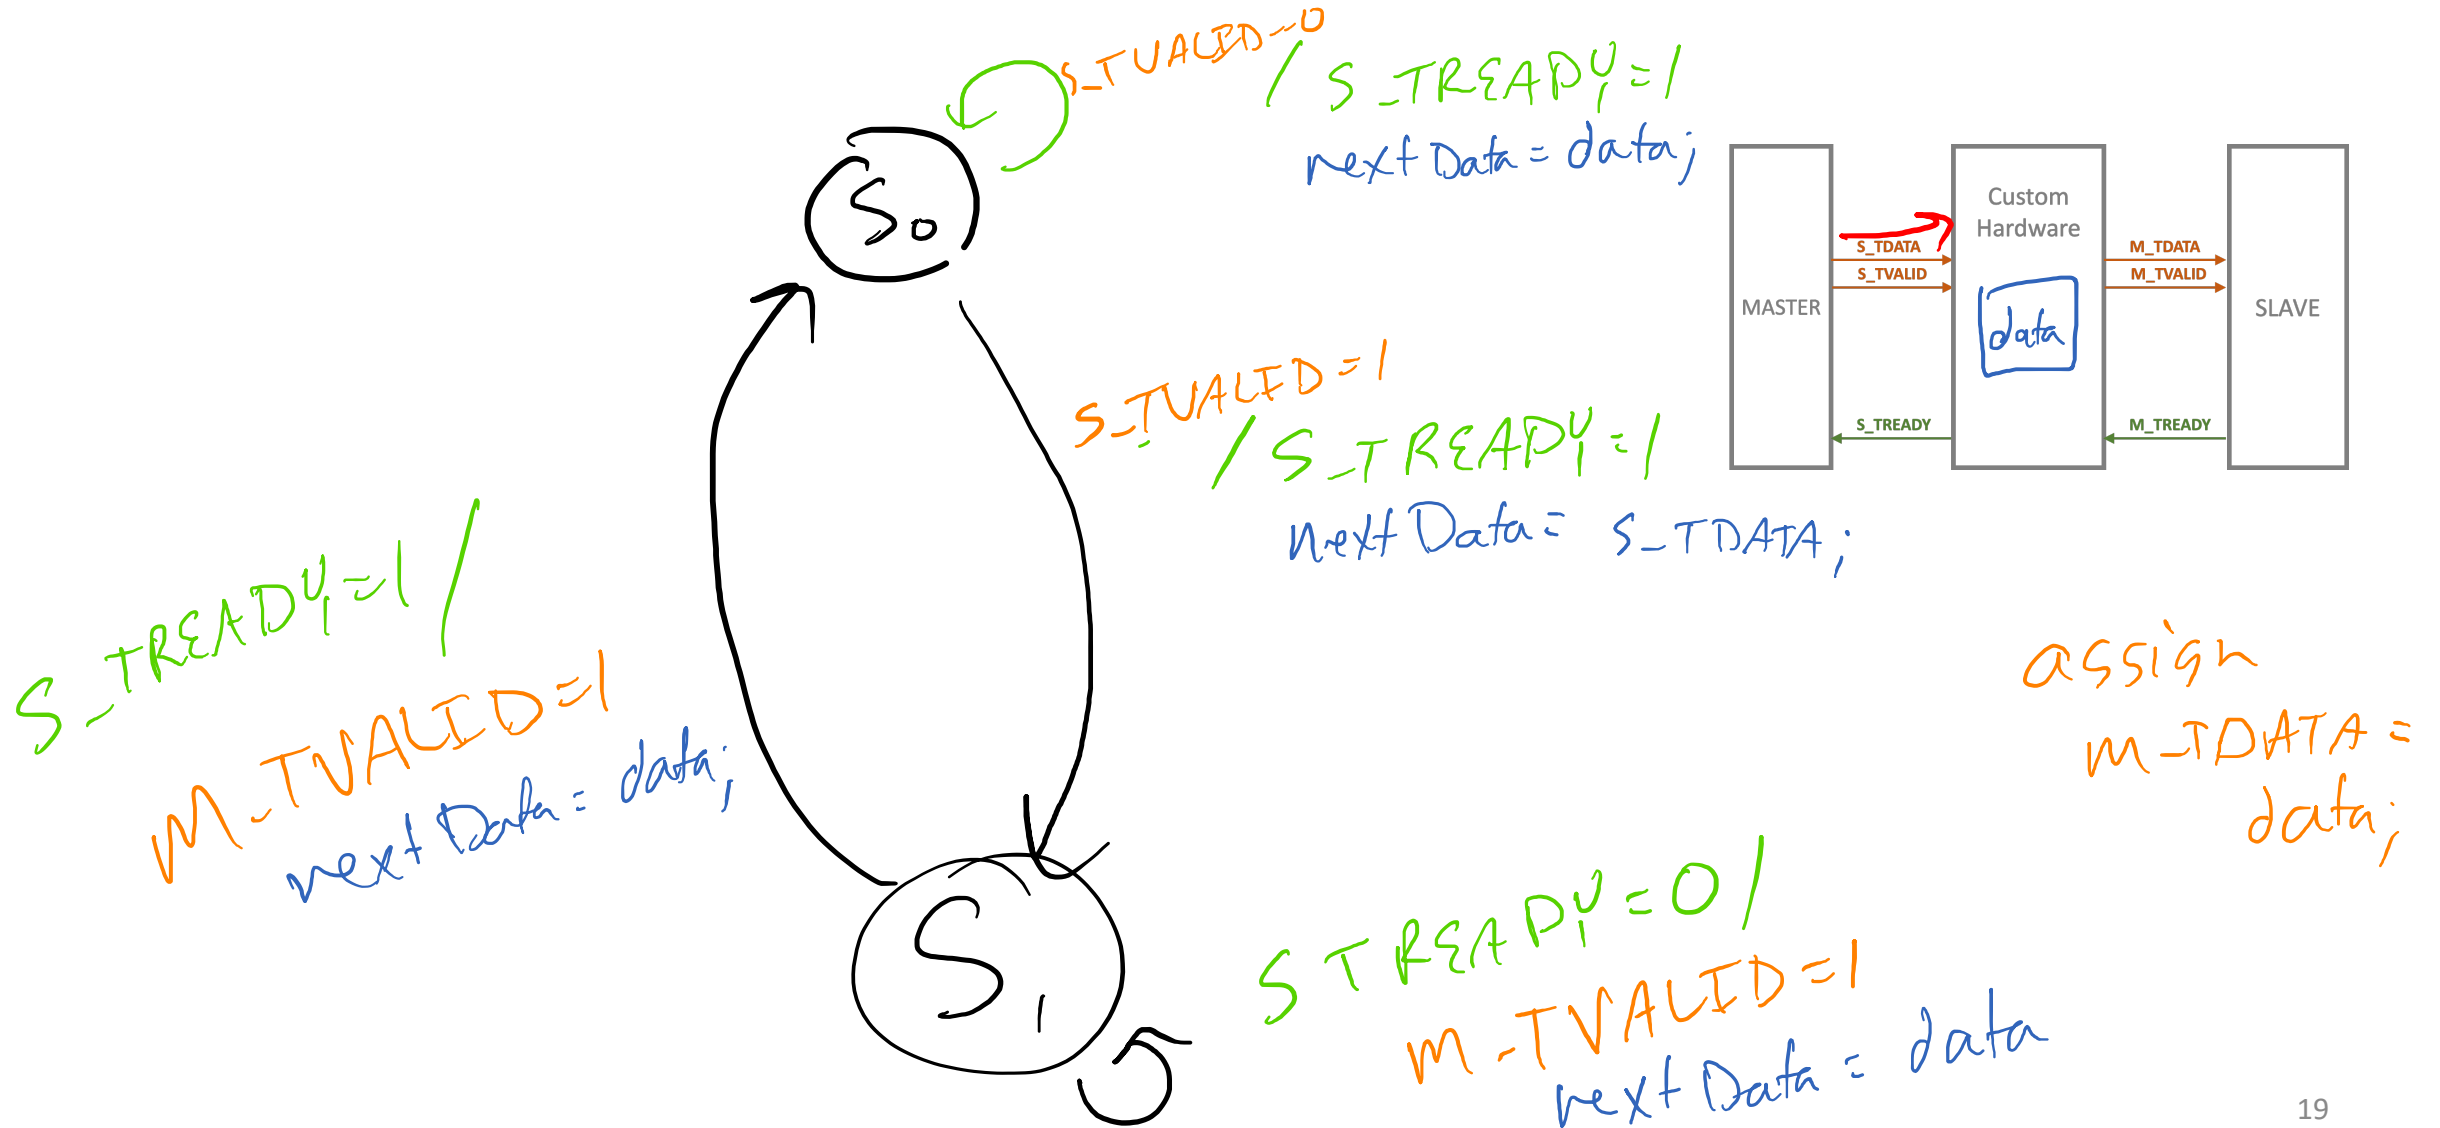 S_TVALID=0
/ S_TREADY=1
nextData = data;
S0
S_TVALID=1
/ S_TREADY=1
nextData = S_TDATA;
S_TREADY=1 /
M_TVALID=1
nextData = data;
S1
S TREADY=0 /
M_TVALID=1
nextData = data
MASTER
S_TDATA
S_TVALID
S_TREADY
Custom
Hardware
data
M_TDATA
M_TVALID
M_TREADY
SLAVE
assign
M_TDATA =
data;
19